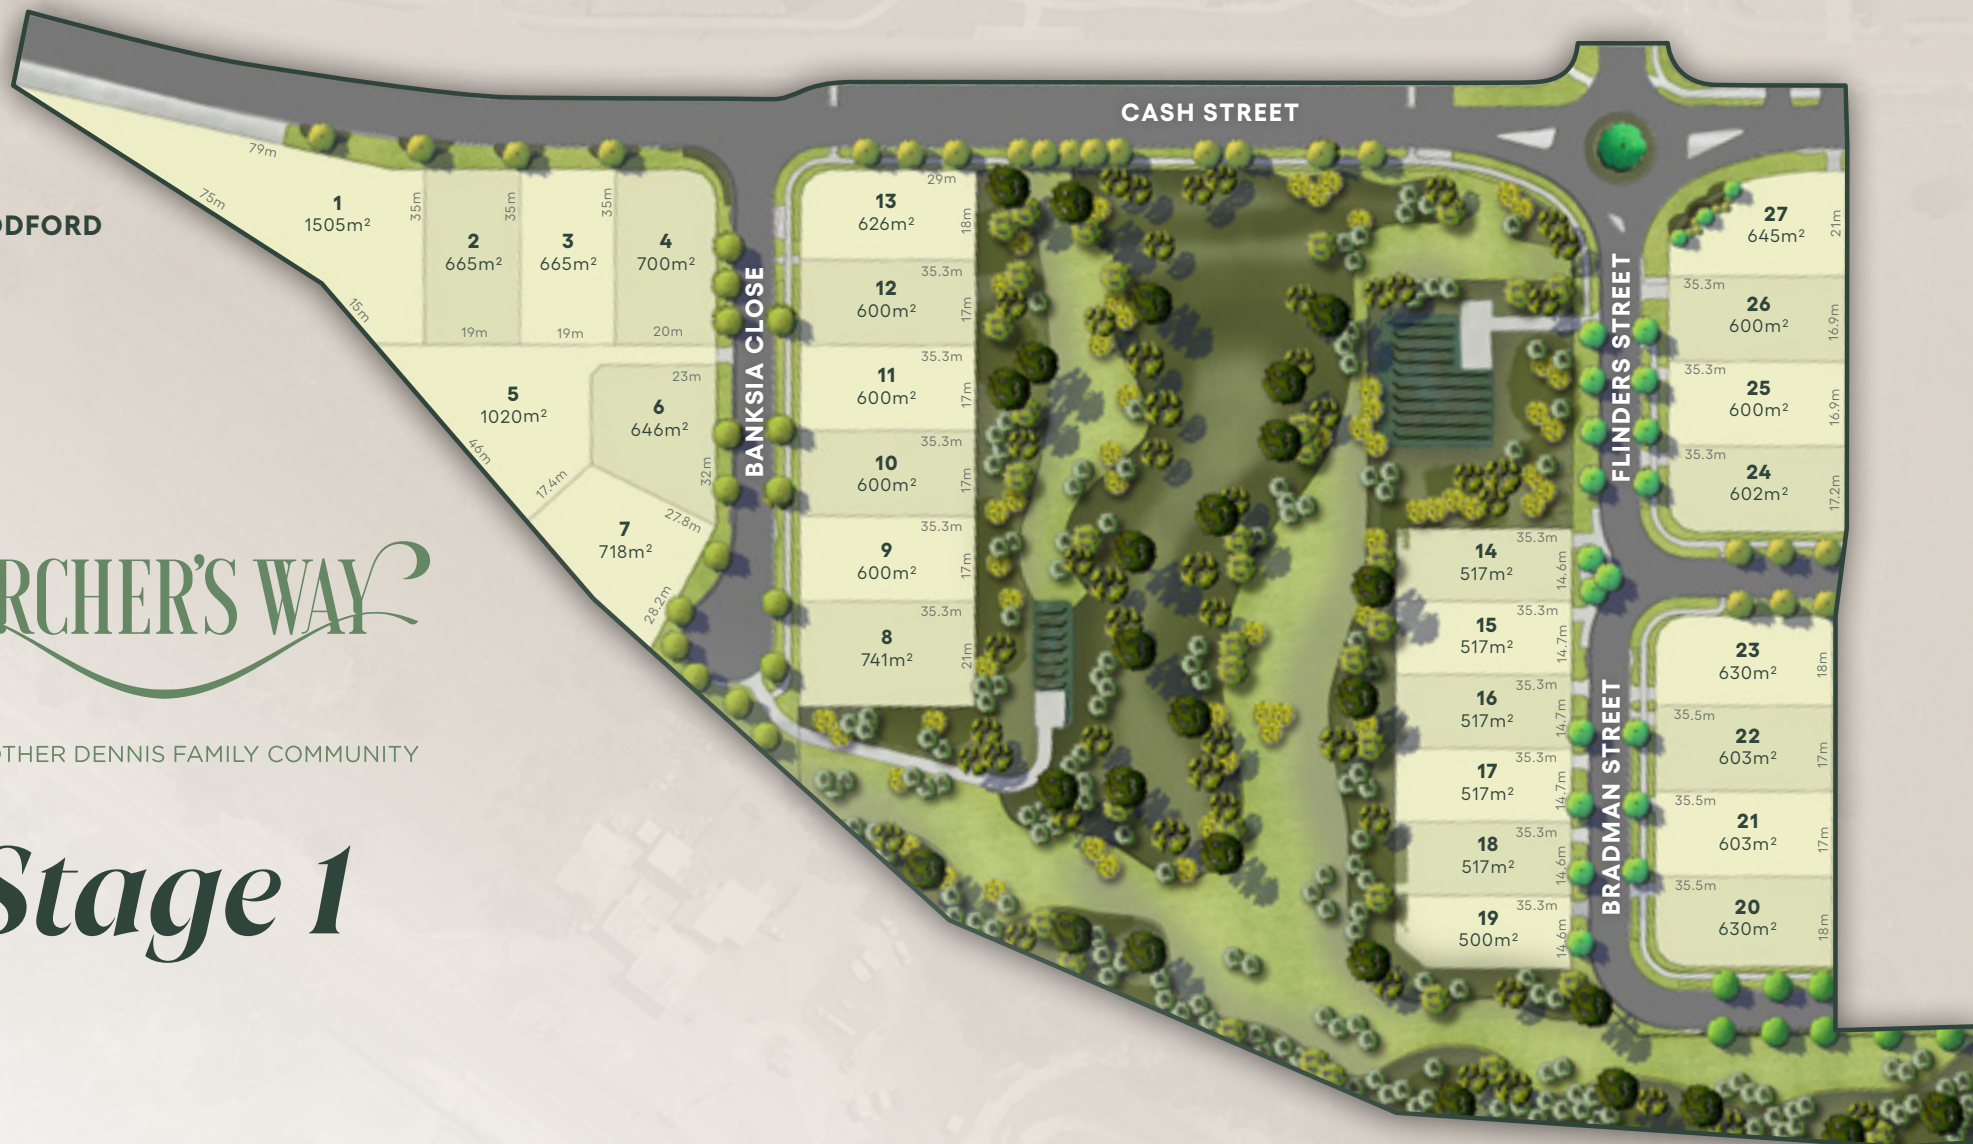 CASH STREET
BANKSIA CLOSE
FLINDERS STREET
BRADMAN STREET
DFORD
RCHER'S WAY
OTHER DENNIS FAMILY COMMUNITY
Stage 1
79m
75m
1
1505m²
35m
15m
2
665m²
35m
19m
3
665m²
35m
19m
4
700m²
20m
5
1020m²
46m
17.4m
23m
6
646m²
32m
27.8m
7
718m²
28.2m
29m
13
626m²
18m
35.3m
12
600m²
17m
35.3m
11
600m²
17m
35.3m
10
600m²
17m
35.3m
9
600m²
17m
35.3m
8
741m²
21m
35.3m
14
517m²
14.6m
35.3m
15
517m²
14.7m
35.3m
16
517m²
14.7m
35.3m
17
517m²
14.7m
35.3m
18
517m²
14.6m
35.3m
19
500m²
14.6m
27
645m²
21m
35.3m
26
600m²
16.9m
35.3m
25
600m²
16.9m
35.3m
24
602m²
17.2m
23
630m²
18m
35.5m
22
603m²
17m
35.5m
21
603m²
17m
35.5m
20
630m²
18m